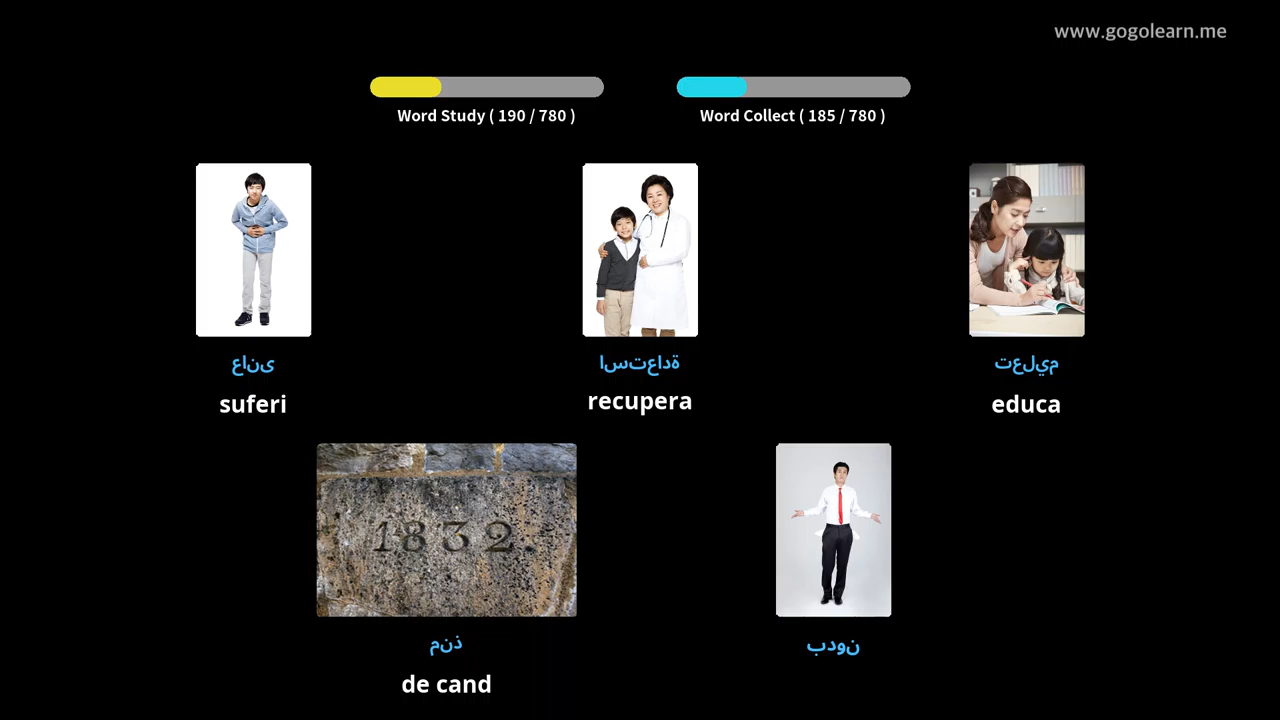 www.gogolearn.me
Word Study ( 190 / 780 )
Word Collect ( 185 / 780 )
عانى
suferi
استعادة
recupera
تعليم
educa
1832.
منذ
de cand
بدون